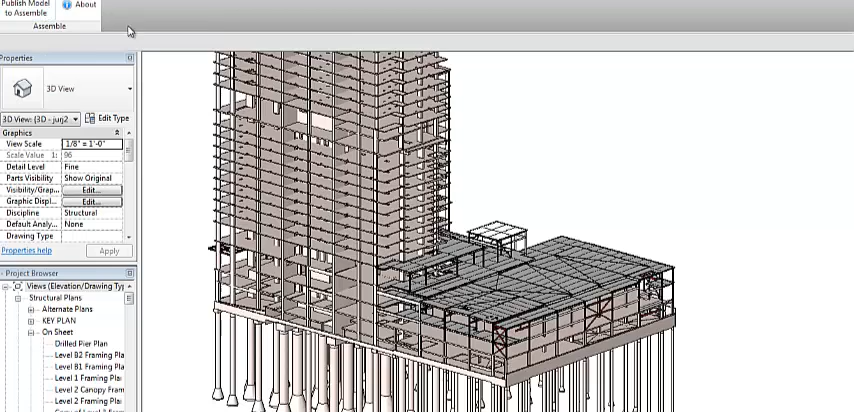 Publish Model
to Assemble
About
Assemble
Properties
3D View
3D View: {3D - jurj2
Edit Type
Graphics
View Scale 1/8" = 1'-0"
Scale Value 1: 96
Detail Level Fine
Parts Visibility Show Original
Visibility/Grap... Edit...
Graphic Displ... Edit...
Discipline Structural
Default Analy... None
Drawing Type
Properties help
Apply
- Project Browser
Views (Elevation/Drawing Typ
Structural Plans
Alternate Plans
KEY PLAN
On Sheet
Drilled Pier Plan
Level B2 Framing Pla
Level B1 Framing Pla
Level 1 Framing Plai
Level 2 Canopy Fram
Level 2 Framing Plai